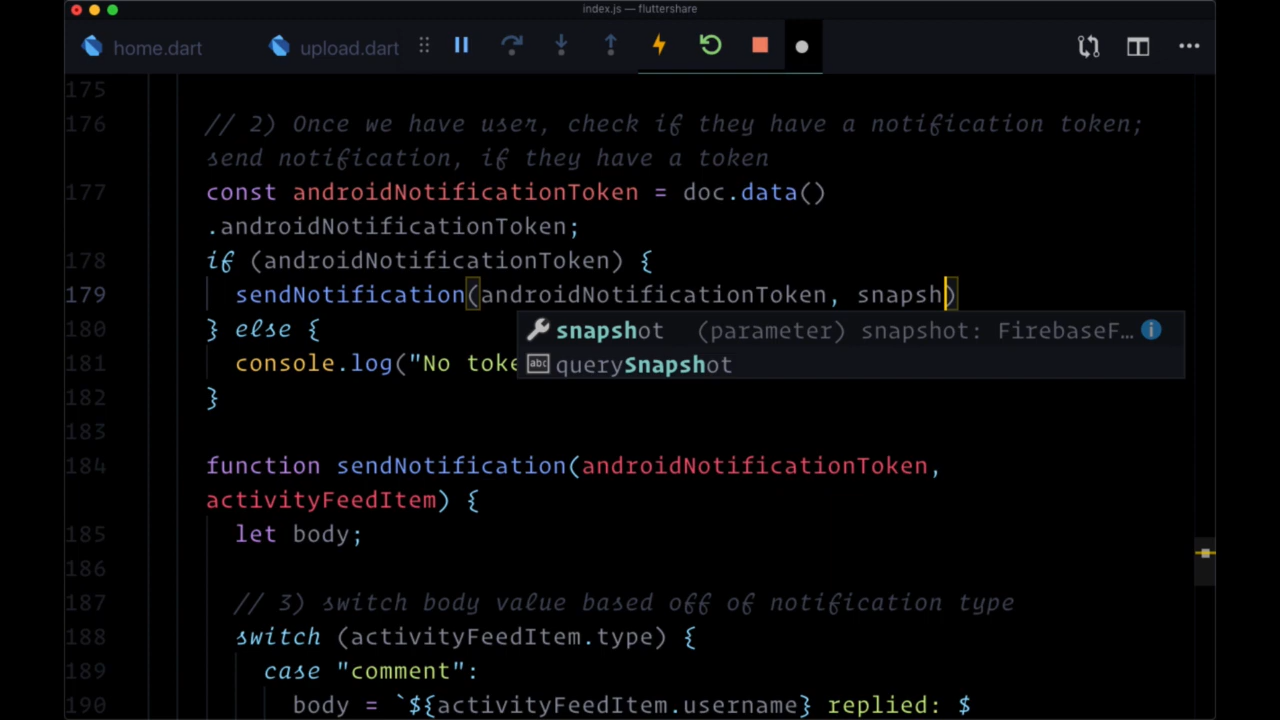 index.js — fluttershare
home.dart upload.dart
175
176 // 2) Once we have user, check if they have a notification token;
send notification, if they have a token
177 const androidNotificationToken = doc.data()
.androidNotificationToken;
178 if (androidNotificationToken) {
179 sendNotification(androidNotificationToken, snapsh)
180 } else {
snapshot (parameter) snapshot: FirebaseF…
181 console.log("No toke
abc querySnapshot
182 }
183
184 function sendNotification(androidNotificationToken,
activityFeedItem) {
185 let body;
186
187 // 3) switch body value based off of notification type
188 switch (activityFeedItem.type) {
189 case "comment":
190 body = `${activityFeedItem.username} replied: $